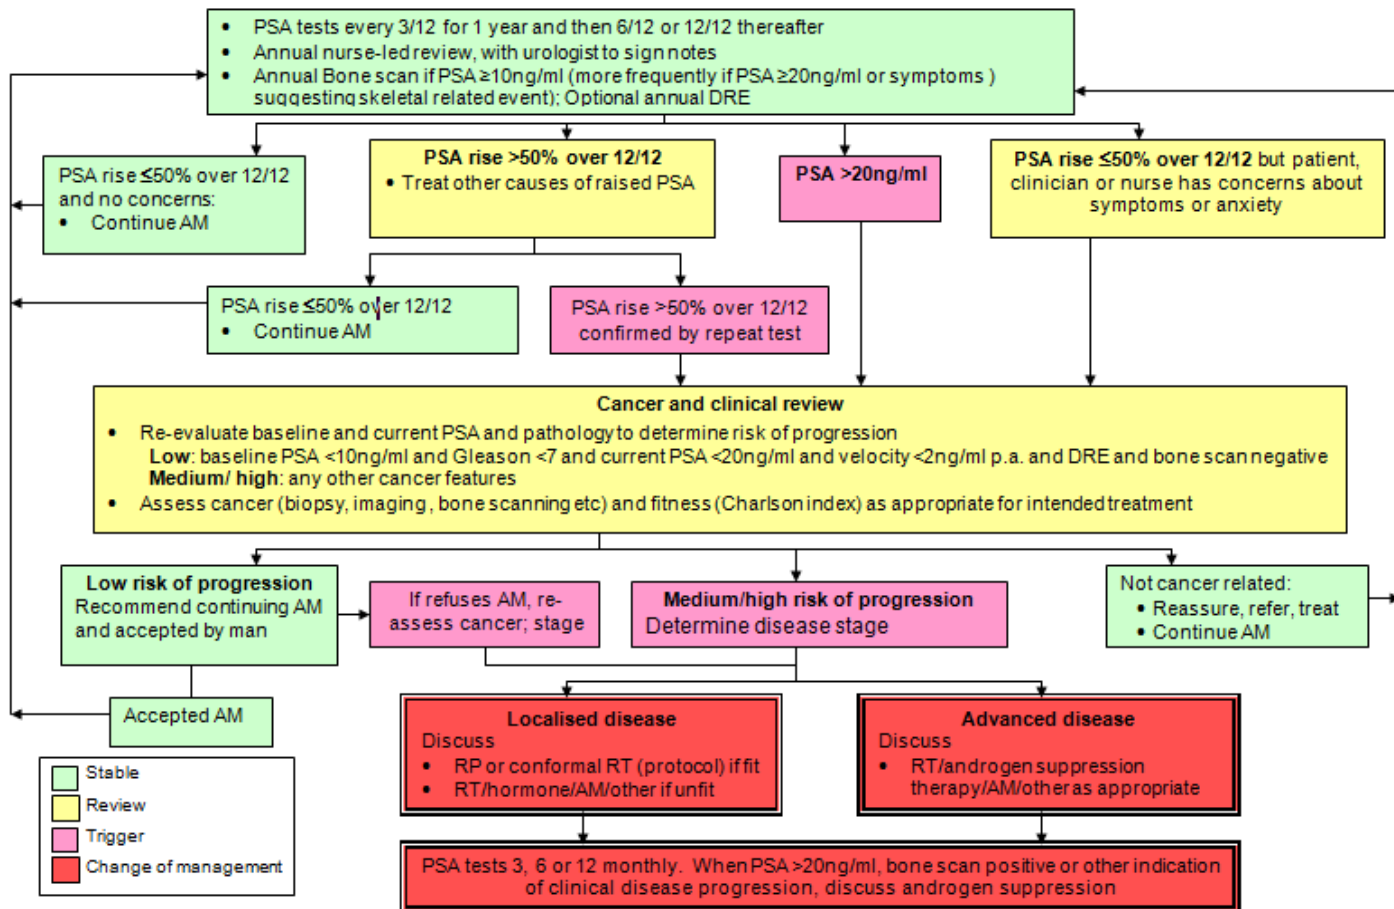 • PSA tests every 3/12 for 1 year and then 6/12 or 12/12 thereafter
• Annual nurse-led review, with urologist to sign notes
• Annual Bone scan if PSA ≥10ng/ml (more frequently if PSA ≥20ng/ml or symptoms )
suggesting skeletal related event); Optional annual DRE
PSA rise ≤50% over 12/12
and no concerns:
• Continue AM
PSA rise >50% over 12/12
• Treat other causes of raised PSA
PSA >20ng/ml
PSA rise ≤50% over 12/12 but patient,
clinician or nurse has concerns about
symptoms or anxiety
PSA rise ≤50% over 12/12
• Continue AM
PSA rise >50% over 12/12
confirmed by repeat test
Cancer and clinical review
• Re-evaluate baseline and current PSA and pathology to determine risk of progression
Low: baseline PSA <10ng/ml and Gleason <7 and current PSA <20ng/ml and velocity <2ng/ml p.a. and DRE and bone scan negative
Medium/ high: any other cancer features
• Assess cancer (biopsy, imaging , bone scanning etc) and fitness (Charlson index) as appropriate for intended treatment
Low risk of progression
Recommend continuing AM
and accepted by man
If refuses AM, re-
assess cancer; stage
Medium/high risk of progression
Determine disease stage
Not cancer related:
• Reassure, refer, treat
• Continue AM
Accepted AM
Localised disease
Discuss
• RP or conformal RT (protocol) if fit
• RT/hormone/AM/other if unfit
Advanced disease
Discuss
• RT/androgen suppression
therapy/AM/other as appropriate
Stable
Review
Trigger
Change of management
PSA tests 3, 6 or 12 monthly. When PSA >20ng/ml, bone scan positive or other indication
of clinical disease progression, discuss androgen suppression